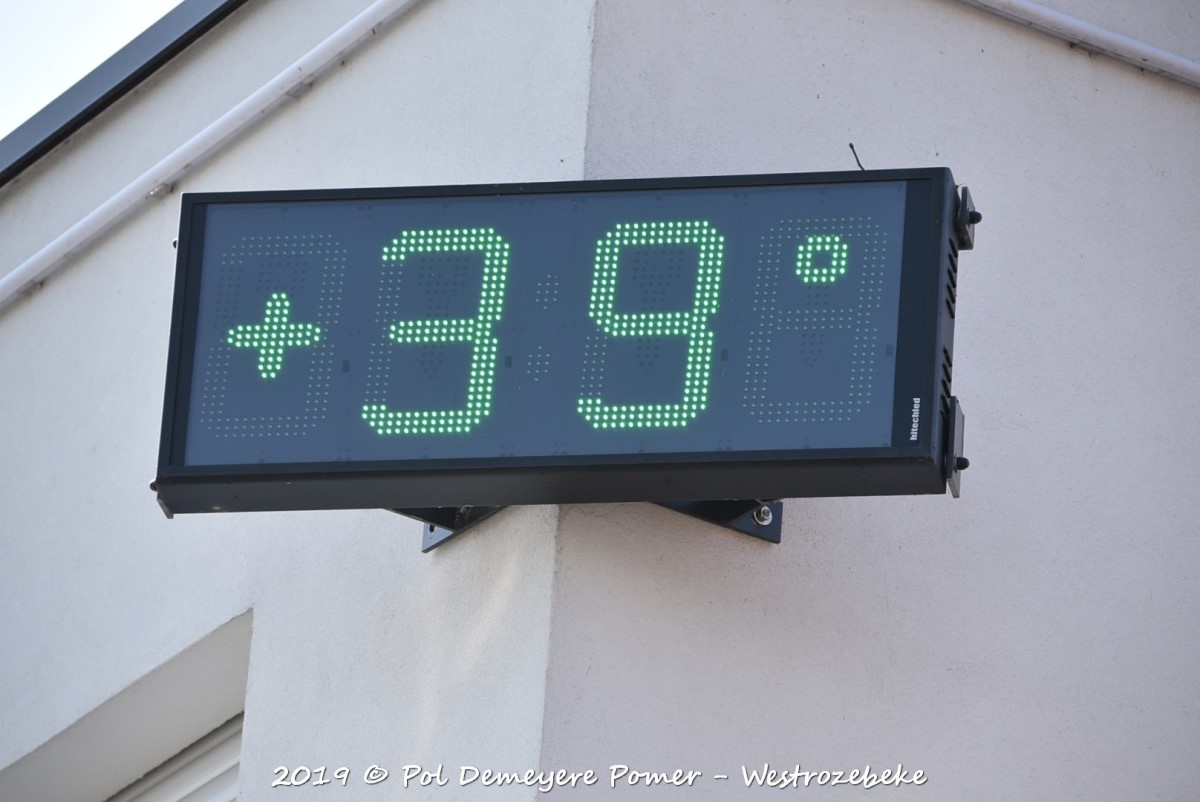 +39°
hitechled
2019 © Pol Demeyere Pomer - Westrozebeke